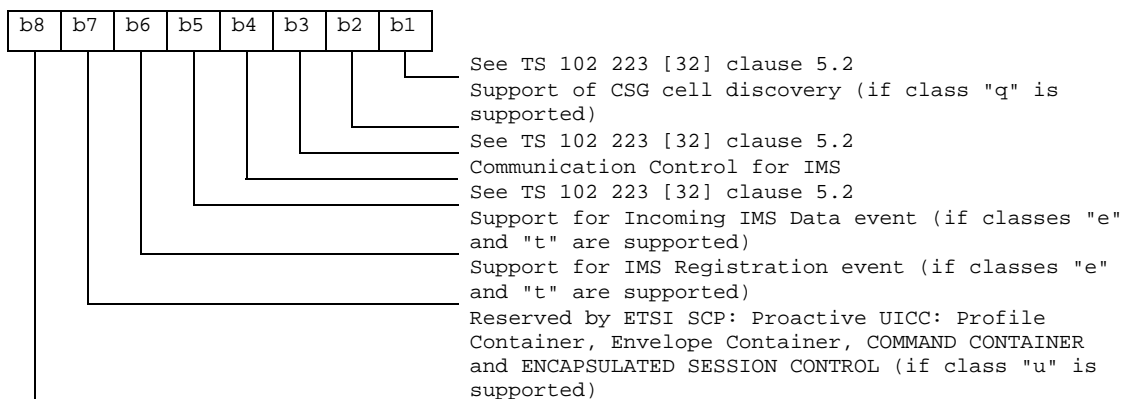 b8 b7 b6 b5 b4 b3 b2 b1
See TS 102 223 [32] clause 5.2
Support of CSG cell discovery (if class "q" is
supported)
See TS 102 223 [32] clause 5.2
Communication Control for IMS
See TS 102 223 [32] clause 5.2
Support for Incoming IMS Data event (if classes "e"
and "t" are supported)
Support for IMS Registration event (if classes "e"
and "t" are supported)
Reserved by ETSI SCP: Proactive UICC: Profile
Container, Envelope Container, COMMAND CONTAINER
and ENCAPSULATED SESSION CONTROL (if class "u" is
supported)